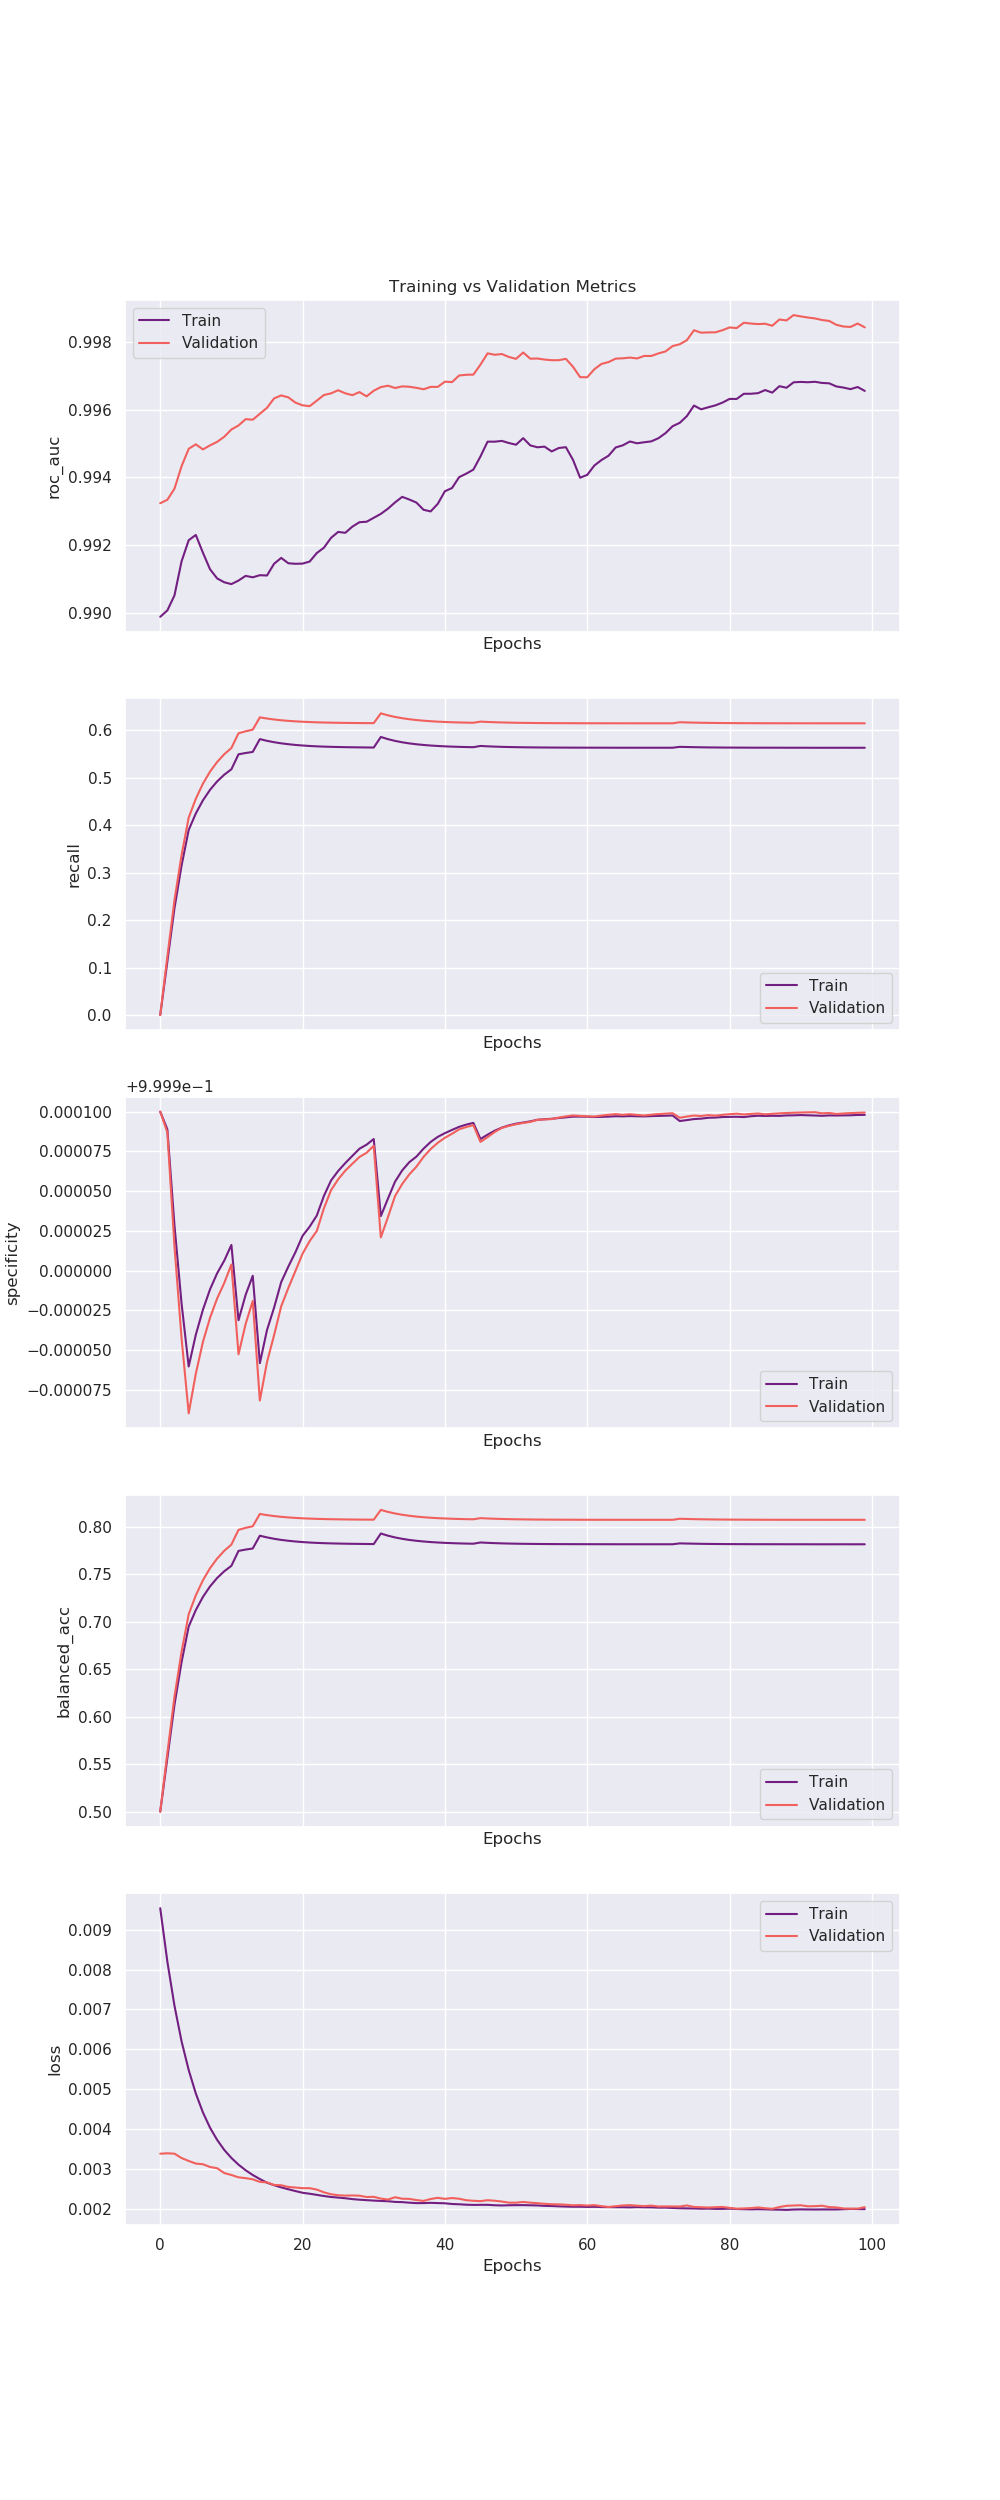 Training vs Validation Metrics
Train
Validation
0.998
0.996
0.994
0.992
0.990
roc_auc
Epochs
0.6
0.5
0.4
0.3
0.2
0.1
0.0
recall
Train
Validation
Epochs
+9.999e−1
0.000100
0.000075
0.000050
0.000025
0.000000
−0.000025
−0.000050
−0.000075
specificity
Train
Validation
Epochs
0.80
0.75
0.70
0.65
0.60
0.55
0.50
balanced_acc
Train
Validation
Epochs
Train
Validation
0.009
0.008
0.007
0.006
0.005
0.004
0.003
0.002
loss
0 20 40 60 80 100
Epochs